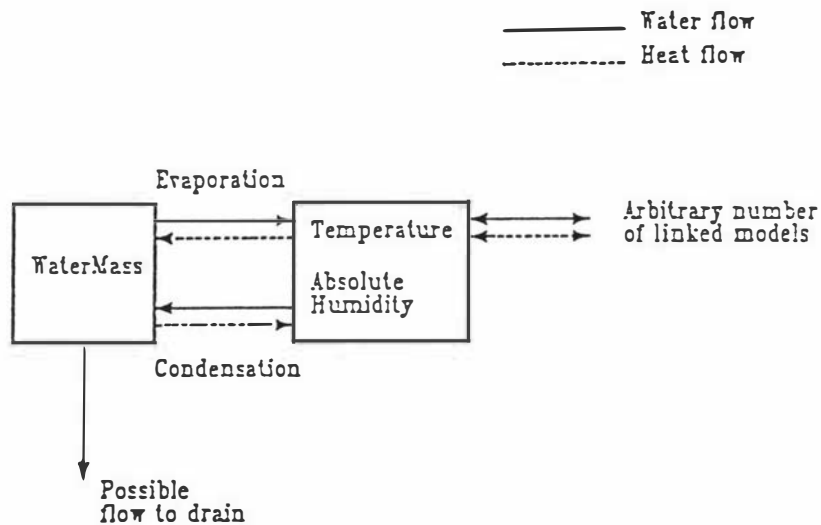 Water flow
Heat flow
Evaporation
WaterMass
Temperature
Absolute
Humidity
Arbitrary number
of linked models
Condensation
Possible
flow to drain